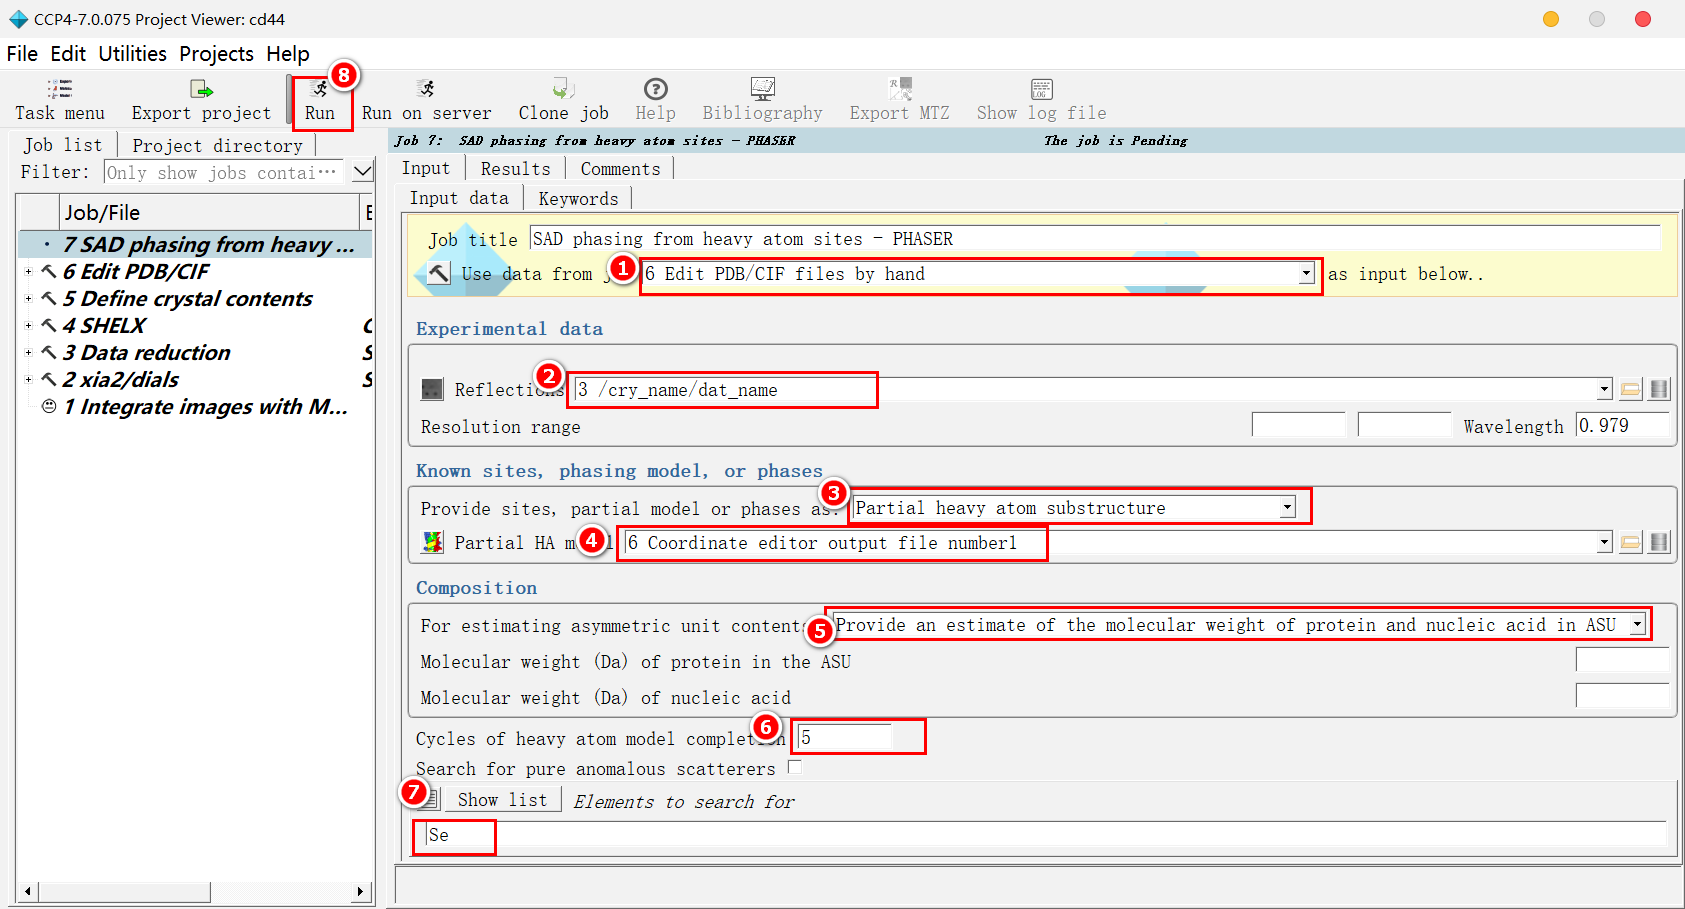 CCP4-7.0.075 Project Viewer: cd44
File Edit Utilities Projects Help
8
Task menu Export project Run Run on server Clone job Help Bibliography Export MTZ Show log file
Job list Project directory
Filter: Only show jobs contai···
Job/File E
7 SAD phasing from heavy ...
6 Edit PDB/CIF
5 Define crystal contents
4 SHELX
3 Data reduction
2 xia2/dials
1 Integrate images with M...
Job 7: SAD phasing from heavy atom sites - PHASER The job is Pending
Input Results Comments
Input data Keywords
Job title SAD phasing from heavy atom sites - PHASER
Use data from 1 6 Edit PDB/CIF files by hand as input below..
Experimental data
Reflections 2 3 /cry_name/dat_name
Resolution range Wavelength 0.979
Known sites, phasing model, or phases
Provide sites, partial model or phases as: 3 Partial heavy atom substructure
Partial HA 4 6 Coordinate editor output file number1
Composition
For estimating asymmetric unit content 5 Provide an estimate of the molecular weight of protein and nucleic acid in ASU
Molecular weight (Da) of protein in the ASU
Molecular weight (Da) of nucleic acid
Cycles of heavy atom model completion 6 5
Search for pure anomalous scatterers
7 Show list Elements to search for
Se